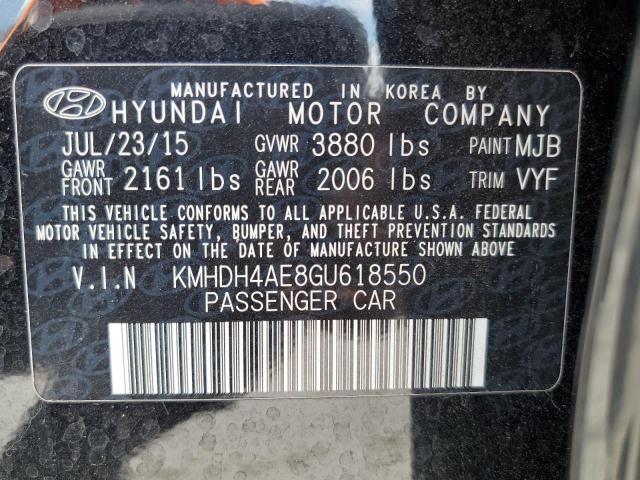 MANUFACTURED IN KOREA BY
HYUNDAI MOTOR COMPANY
JUL/23/15 GVWR 3880 lbs PAINT MJB
GAWR FRONT 2161 lbs GAWR REAR 2006 lbs TRIM VYF
THIS VEHICLE CONFORMS TO ALL APPLICABLE U.S.A. FEDERAL
MOTOR VEHICLE SAFETY, BUMPER, AND THEFT PREVENTION STANDARDS
IN EFFECT ON THE DATE OF MANUFACTURE SHOWN ABOVE.
V.I.N KMHDH4AE8GU618550
PASSENGER CAR